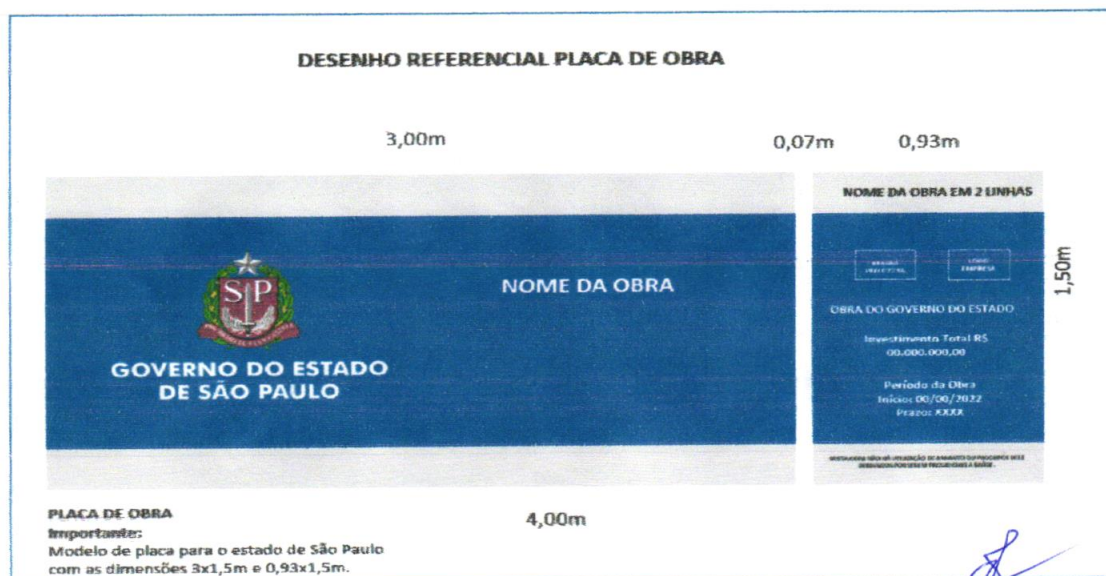 DESENHO REFERENCIAL PLACA DE OBRA
3,00m
0,07m
0,93m
NOME DA OBRA EM 2 LINHAS
NOME DA OBRA
SP
GOVERNO DO ESTADO
DE SÃO PAULO
EMPRESA
OBRA DO GOVERNO DO ESTADO
Investimento Total R$
00.000.000,00
Período da Obra
Início: 00/00/2022
Prazo: XXXX
1,50m
4,00m
PLACA DE OBRA
Importante:
Modelo de placa para o estado de São Paulo
com as dimensões 3x1,5m e 0,93x1,5m.